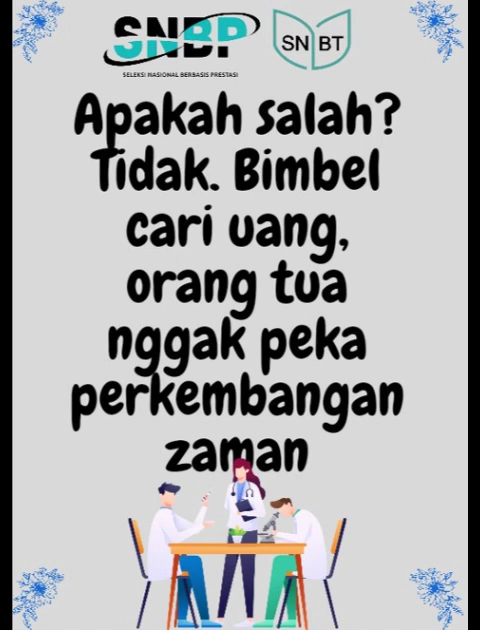 SNBP
SELEKSI NASIONAL BERBASIS PRESTASI
SN BT
Apakah salah?
Tidak. Bimbel
cari uang,
orang tua
nggak peka
perkembangan
zaman